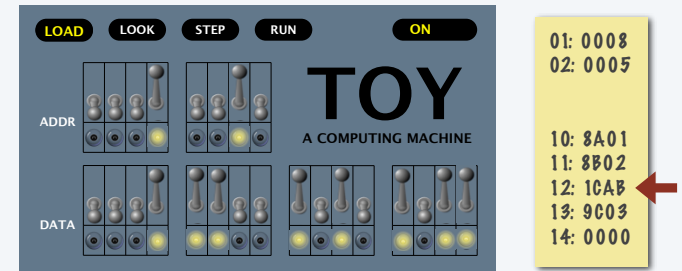 LOAD LOOK STEP RUN ON
TOY
A COMPUTING MACHINE
ADDR
DATA
01: 0008
02: 0005
10: 8A01
11: 8B02
12: 1CAB
13: 9C03
14: 0000